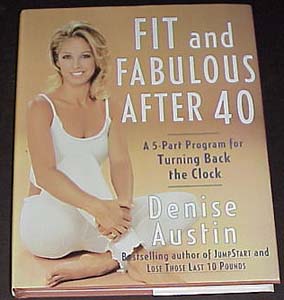 FIT and
FABULOUS
AFTER 40
A 5-Part Program for
Turning Back
the Clock
Denise
Austin
Bestselling author of JUMPSTART and
LOSE THOSE LAST 10 POUNDS